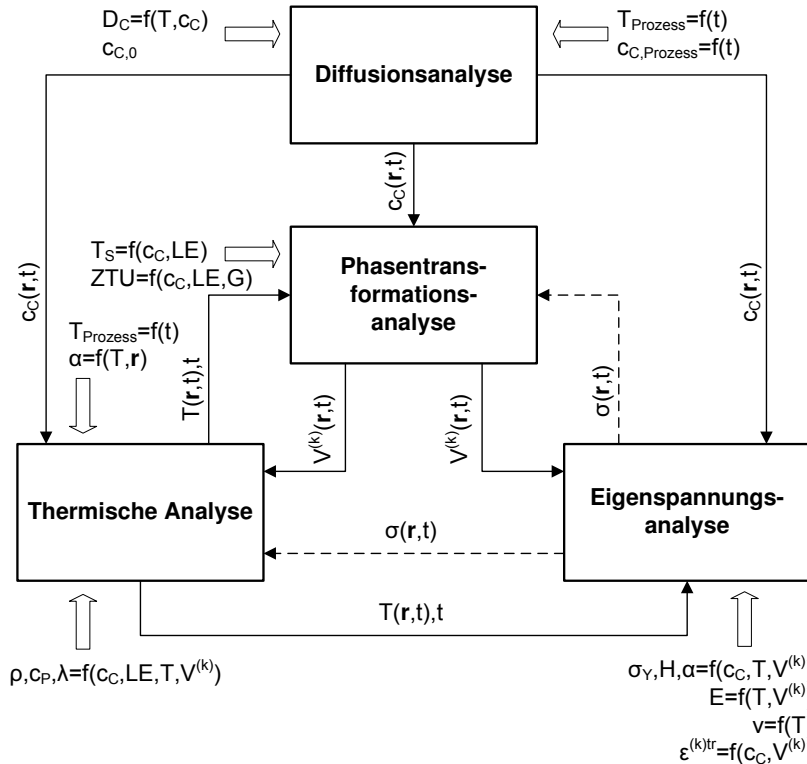 D_C=f(T,c_C)
c_C,0
T_Prozess=f(t)
c_C,Prozess=f(t)
Diffusionsanalyse
c_C(r,t)
c_C(r,t)
c_C(r,t)
T_S=f(c_C,LE)
ZTU=f(c_C,LE,G)
Phasentrans-
formations-
analyse
T_Prozess=f(t)
α=f(T,r)
T(r,t),t
V^(k)(r,t)
V^(k)(r,t)
σ(r,t)
Thermische Analyse
σ(r,t)
Eigenspannungs-
analyse
T(r,t),t
ρ,c_P,λ=f(c_C,LE,T,V^(k))
σ_Y,H,α=f(c_C,T,V^(k)
E=f(T,V^(k)
ν=f(T
ε^(k)tr=f(c_C,V^(k)